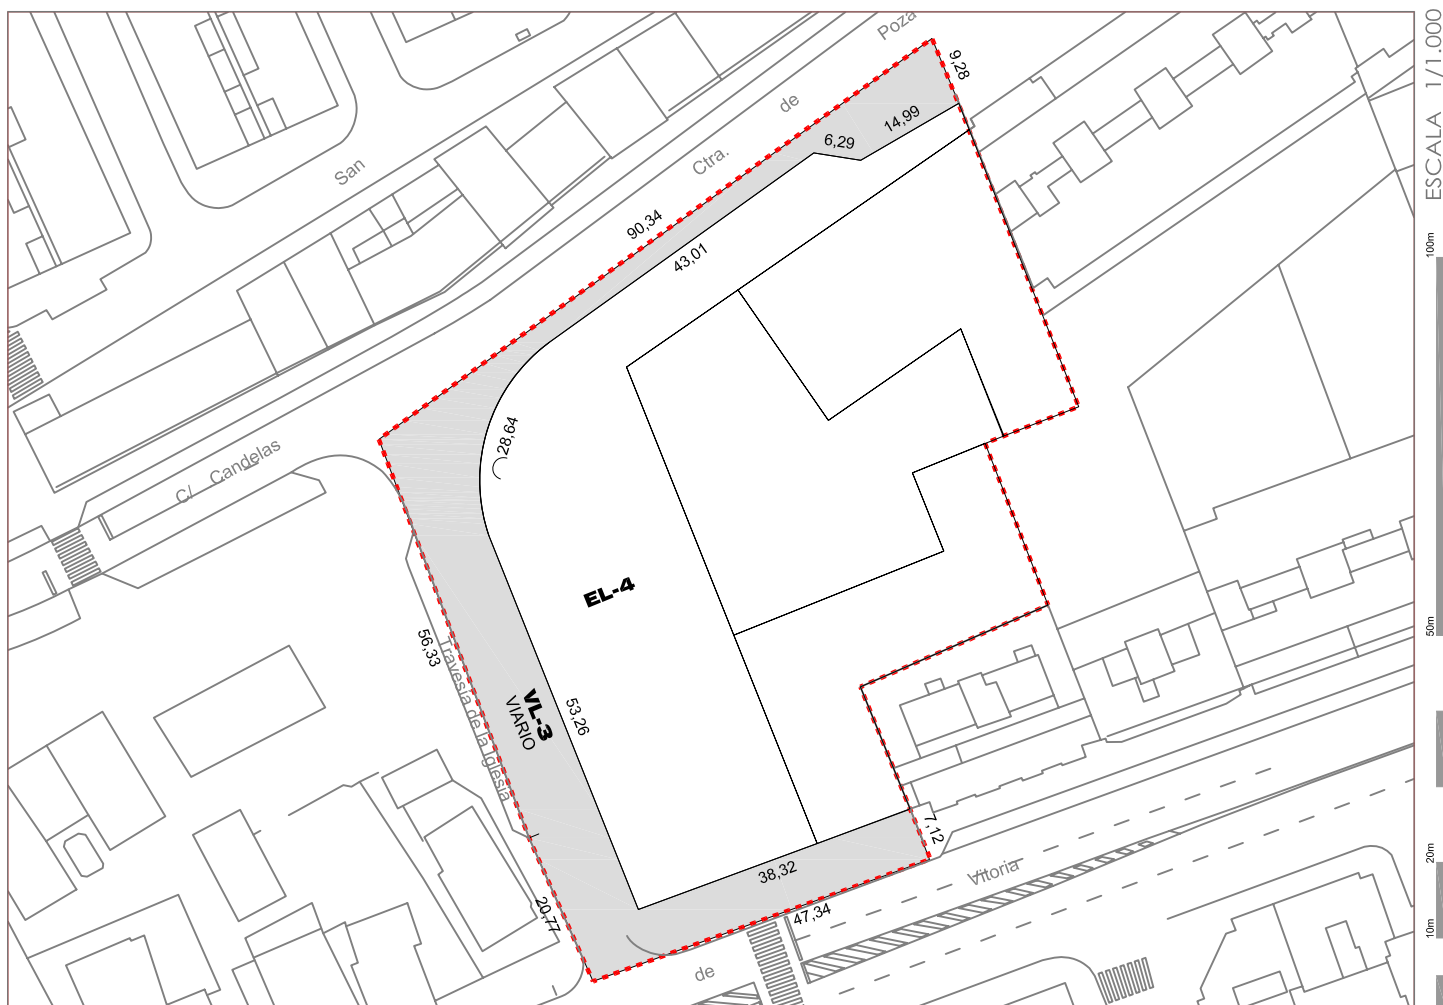 Poza
de
Ctra.
San
C/ Candelas
9,28
14,99
6,29
90,34
43,01
28,64
EL-4
56,33
Travesía de la Iglesia
VL-3
VIARIO
53,26
20,77
38,32
47,34
7,12
Vitoria
de
ESCALA 1/1.000
100m
50m
20m
10m